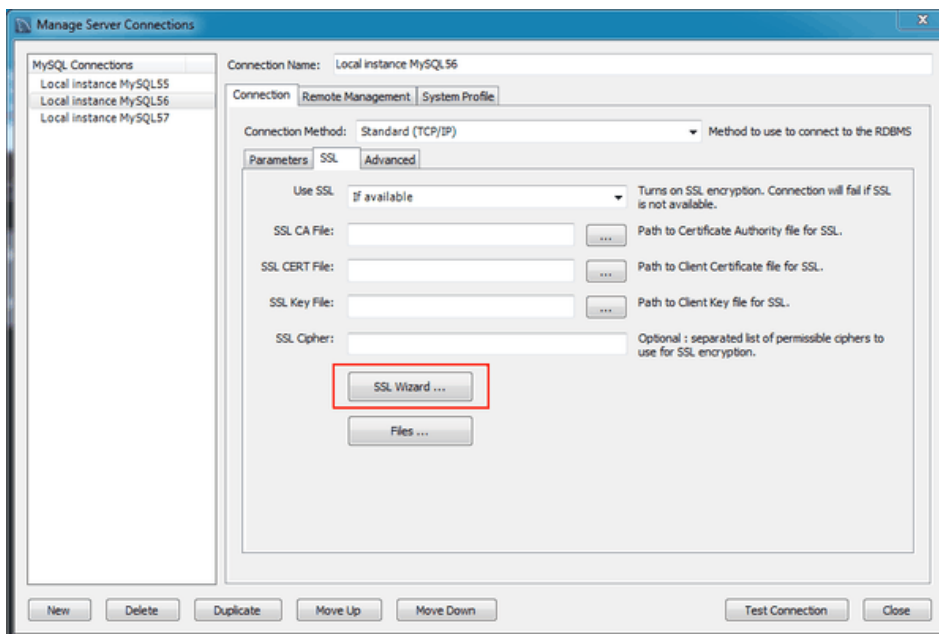 Manage Server Connections
MySQL Connections
Local instance MySQL55
Local instance MySQL56
Local instance MySQL57
Connection Name: Local instance MySQL56
Connection Remote Management System Profile
Connection Method: Standard (TCP/IP) Method to use to connect to the RDBMS
Parameters SSL Advanced
Use SSL If available Turns on SSL encryption. Connection will fail if SSL
is not available.
SSL CA File: ... Path to Certificate Authority file for SSL.
SSL CERT File: ... Path to Client Certificate file for SSL.
SSL Key File: ... Path to Client Key file for SSL.
SSL Cipher: Optional : separated list of permissible ciphers to
use for SSL encryption.
SSL Wizard ...
Files ...
New Delete Duplicate Move Up Move Down Test Connection Close